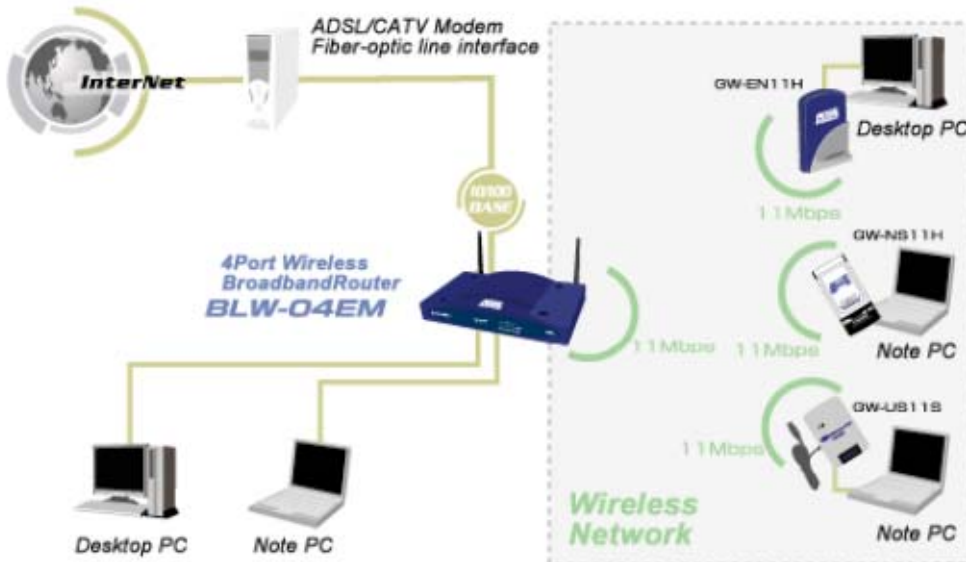 ADSL/CATV Modem
Fiber-optic line interface
InterNet
10/100
BASE
4Port Wireless
BroadbandRouter
BLW-04EM
Desktop PC
Note PC
GW-EN11H
Desktop PC
11Mbps
GW-NS11H
11Mbps
11Mbps
Note PC
GW-US11S
11Mbps
Note PC
Wireless
Network